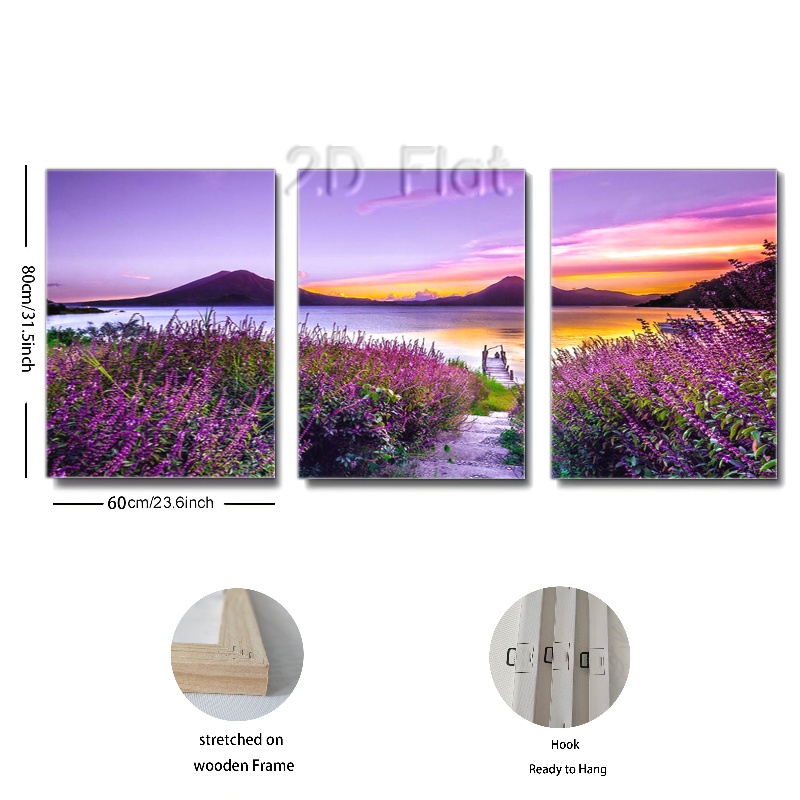 2D Flat
80cm/31.5inch
60cm/23.6inch
stretched on
wooden Frame
Hook
Ready to Hang